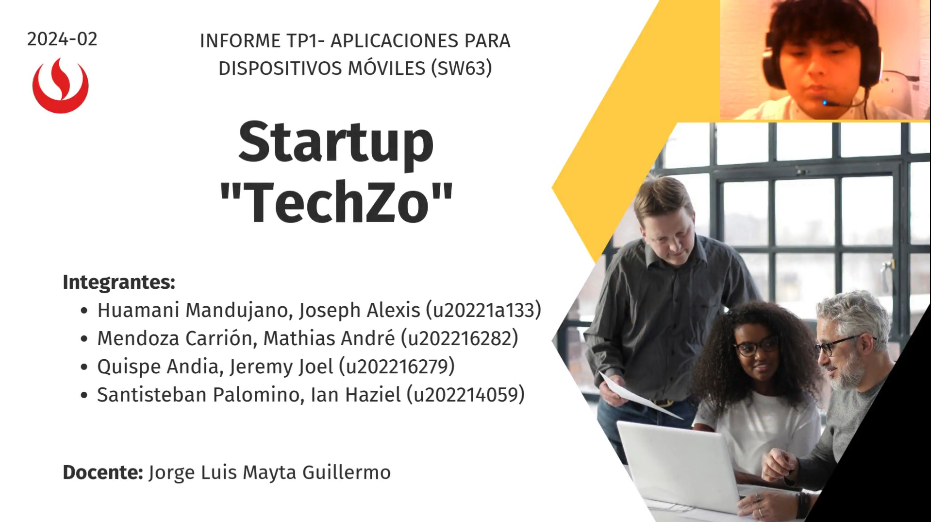 2024-02
INFORME TP1- APLICACIONES PARA
DISPOSITIVOS MÓVILES (SW63)
Startup
"TechZo"
Integrantes:
• Huamani Mandujano, Joseph Alexis (u20221a133)
• Mendoza Carrión, Mathias André (u202216282)
• Quispe Andia, Jeremy Joel (u202216279)
• Santisteban Palomino, Ian Haziel (u202214059)
Docente: Jorge Luis Mayta Guillermo